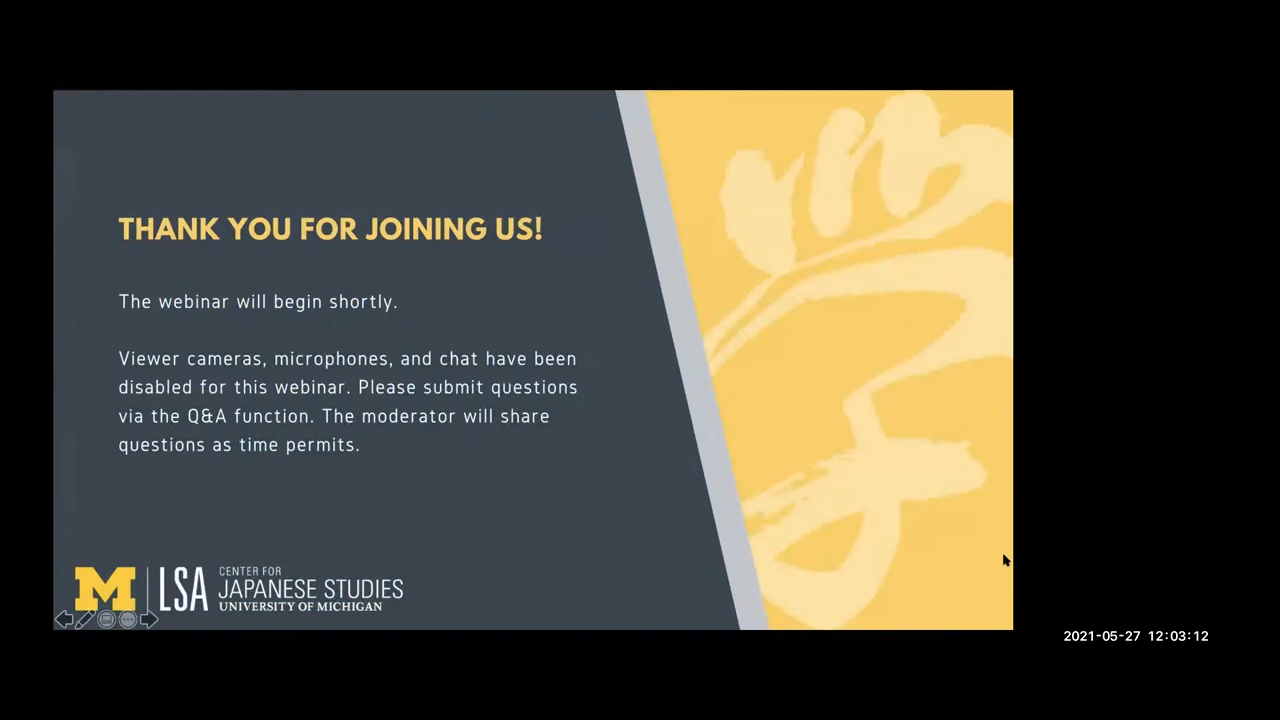 THANK YOU FOR JOINING US!
The webinar will begin shortly.
Viewer cameras, microphones, and chat have been
disabled for this webinar. Please submit questions
via the Q&A function. The moderator will share
questions as time permits.
M LSA CENTER FOR
JAPANESE STUDIES
UNIVERSITY OF MICHIGAN
2021-05-27 12:03:12